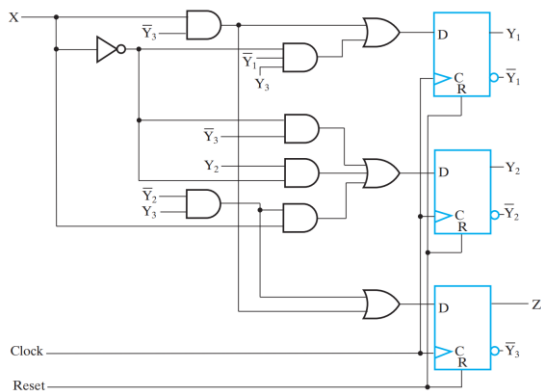 X
Y̅₃
Y̅₁
Y₃
D
Y₁
C
R
Y̅₁
Y̅₃
Y₂
Y̅₂
Y₃
D
Y₂
C
R
Y̅₂
D
Z
Clock
C
R
Y̅₃
Reset